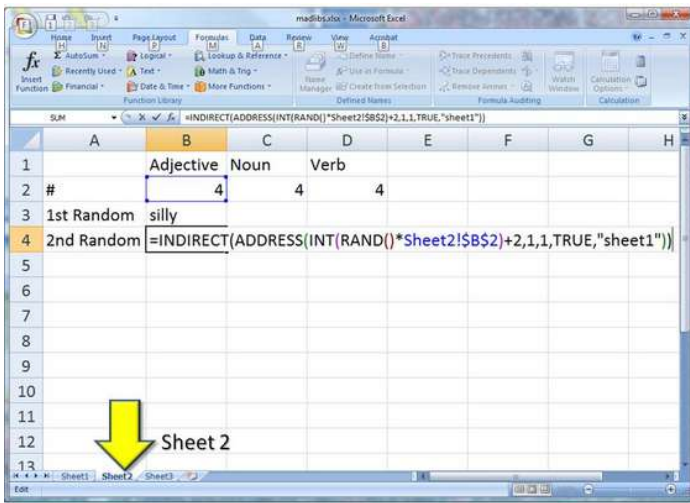 madlibs.xlsx - Microsoft Excel
Home Insert Page Layout Formulas Data Review View Acrobat
H N P M A R W B
fx
Insert Function
Σ AutoSum
Recently Used
Financial
Logical
Text
Date & Time
Lookup & Reference
Math & Trig
More Functions
Function Library
Name Manager
Define Name
Use in Formula
Create from Selection
Defined Names
Trace Precedents
Trace Dependents
Remove Arrows
Watch Window
Formula Auditing
Calculation Options
Calculation
SUM fx =INDIRECT(ADDRESS(INT(RAND()*Sheet2!$B$2)+2,1,1,TRUE,"sheet1"))
A B C D E F G H
1 Adjective Noun Verb
2 # 4 4 4
3 1st Random silly
4 2nd Random =INDIRECT(ADDRESS(INT(RAND()*Sheet2!$B$2)+2,1,1,TRUE,"sheet1"))
5
6
7
8
9
10
11
12 Sheet 2
13
Sheet1 Sheet2 Sheet3
Edit